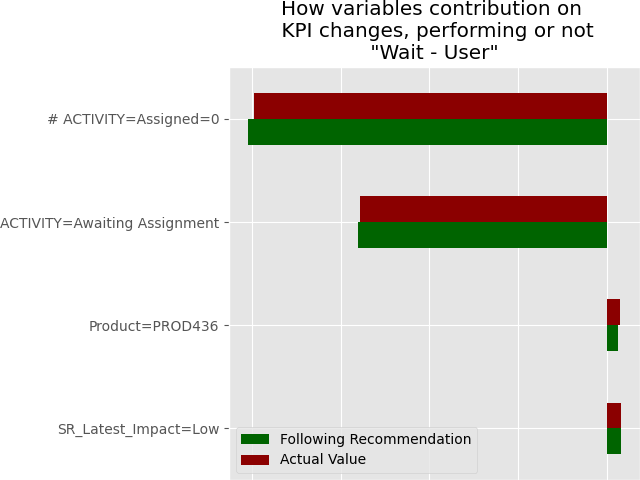 How variables contribution on
KPI changes, performing or not
"Wait - User"
# ACTIVITY=Assigned=0
ACTIVITY=Awaiting Assignment
Product=PROD436
SR_Latest_Impact=Low
Following Recommendation
Actual Value